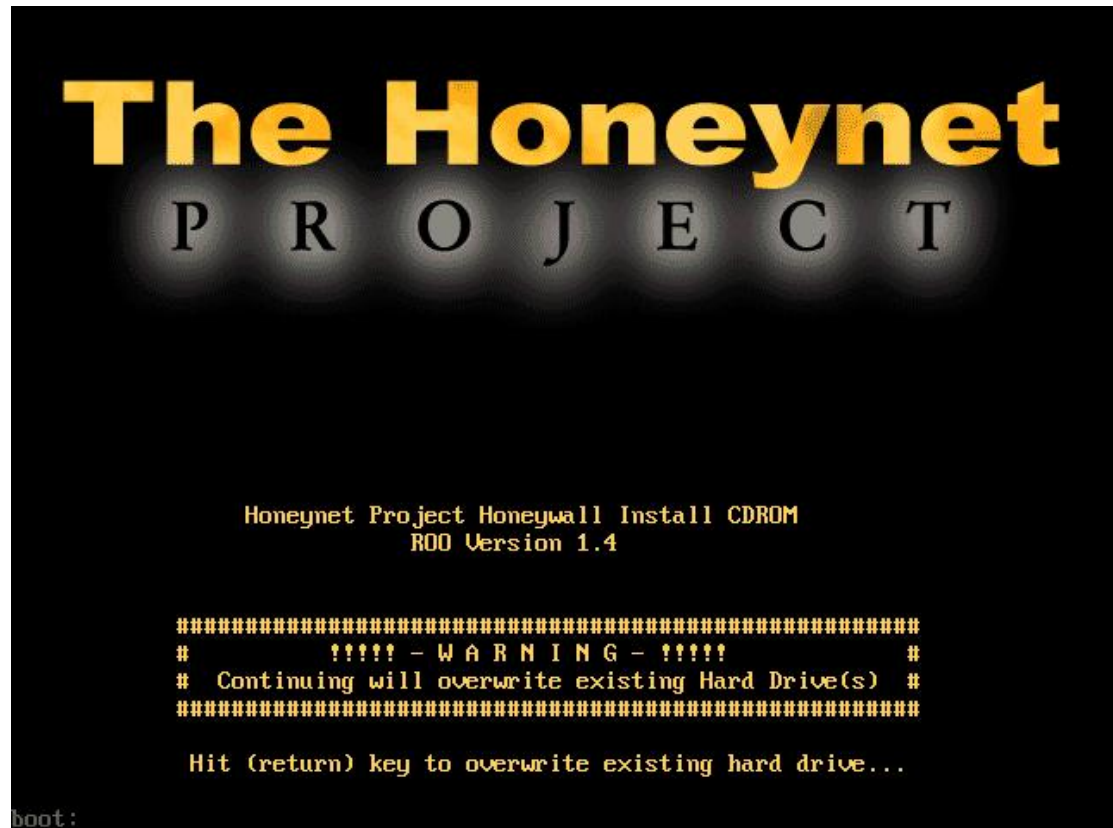 The Honeynet
PROJECT
Honeynet Project Honeywall Install CDROM
ROO Version 1.4
######################################################
# !!!!! - W A R N I N G - !!!!! #
# Continuing will overwrite existing Hard Drive(s) #
######################################################
Hit (return) key to overwrite existing hard drive...
boot: